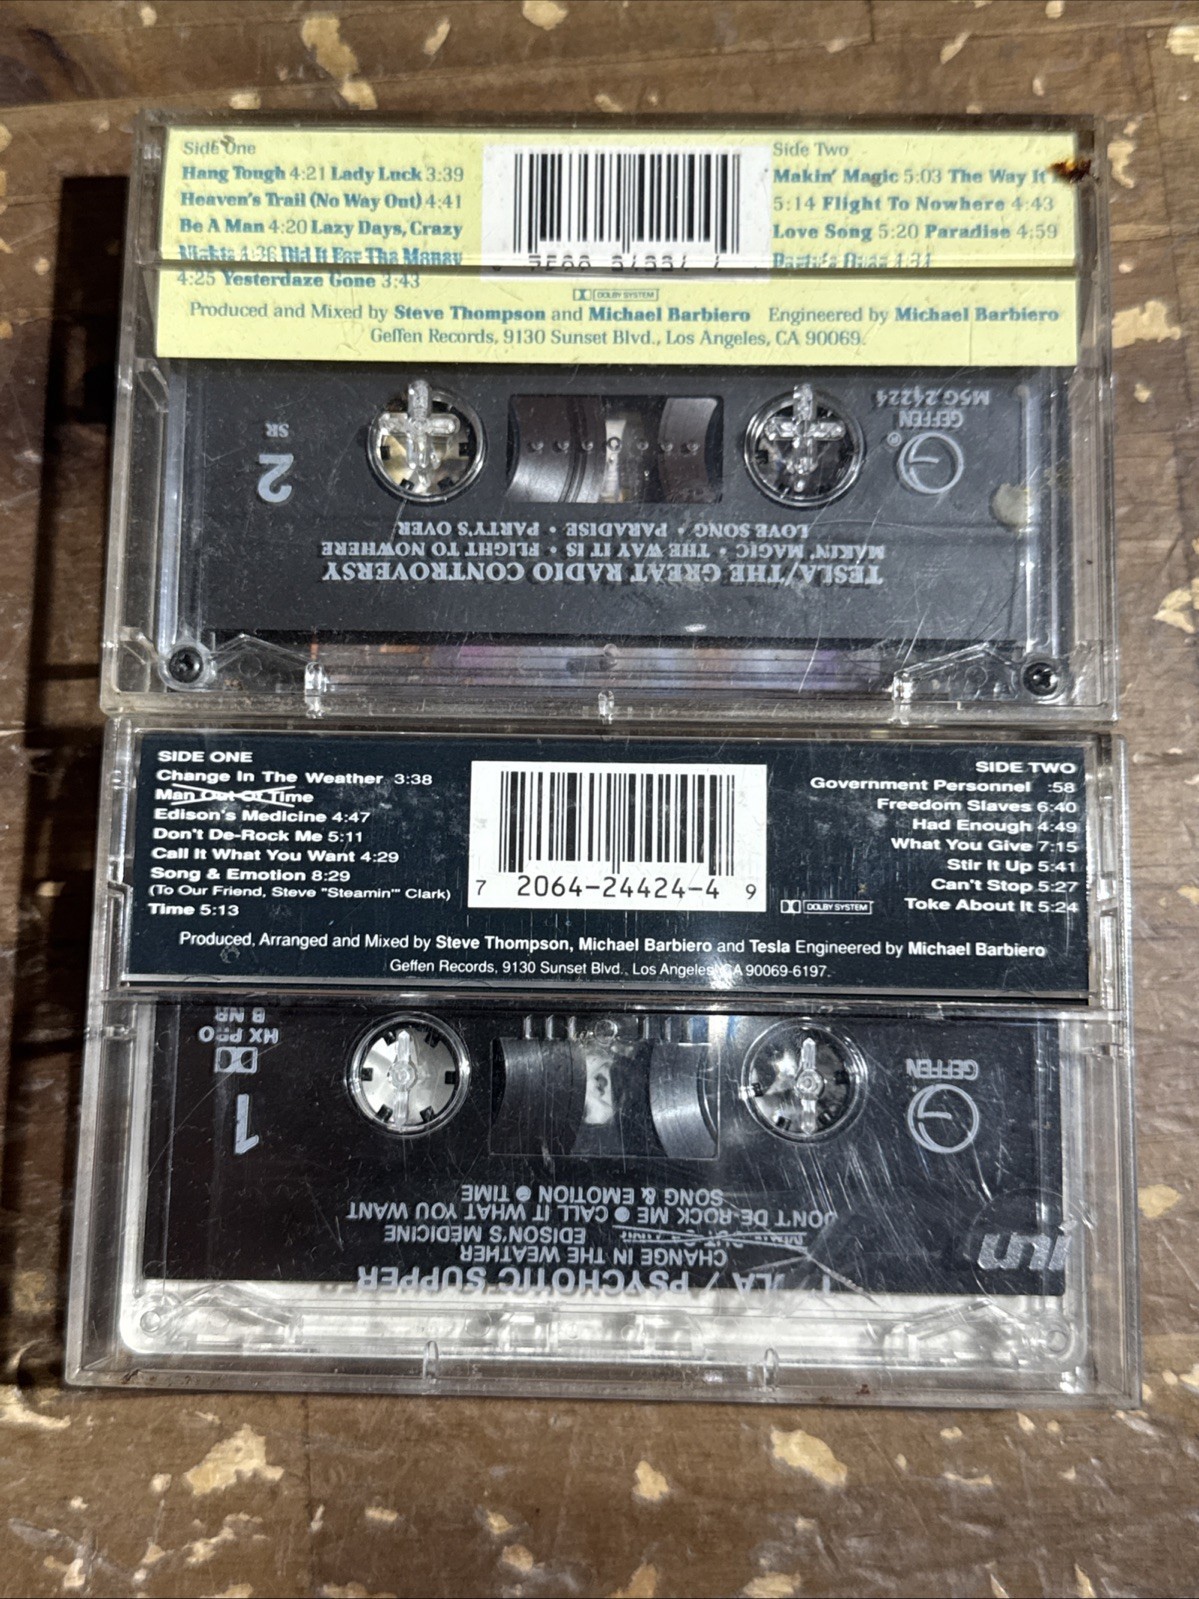 Side One
Hang Tough 4:21 Lady Luck 3:39
Heaven's Trail (No Way Out) 4:41
Be A Man 4:20 Lazy Days, Crazy
Nights 4:36 Did It For The Money
4:25 Yesterdaze Gone 3:43
Side Two
Makin' Magic 5:03 The Way It
5:14 Flight To Nowhere 4:43
Love Song 5:20 Paradise 4:59
Party's Over 4:34
DOLBY SYSTEM
Produced and Mixed by Steve Thompson and Michael Barbiero Engineered by Michael Barbiero
Geffen Records, 9130 Sunset Blvd., Los Angeles, CA 90069.
GEFFEN
M5G 24224
SR
2
TESLA/THE GREAT RADIO CONTROVERSY
MAKIN' MAGIC • THE WAY IT IS • FLIGHT TO NOWHERE
LOVE SONG • PARADISE • PARTY'S OVER
SIDE ONE
Change In The Weather 3:38
Man Out Of Time
Edison's Medicine 4:47
Don't De-Rock Me 5:11
Call It What You Want 4:29
Song & Emotion 8:29
(To Our Friend, Steve "Steamin'" Clark)
Time 5:13
7 2064-24424-4 9
SIDE TWO
Government Personnel :58
Freedom Slaves 6:40
Had Enough 4:49
What You Give 7:15
Stir It Up 5:41
Can't Stop 5:27
Toke About It 5:24
DOLBY SYSTEM
Produced, Arranged and Mixed by Steve Thompson, Michael Barbiero and Tesla Engineered by Michael Barbiero
Geffen Records, 9130 Sunset Blvd., Los Angeles, CA 90069-6197.
GEFFEN
HX PRO
B NR
1
/ PSYCHOTIC SUPPER
CHANGE IN THE WEATHER
EDISON'S MEDICINE
DON'T DE-ROCK ME • CALL IT WHAT YOU WANT
SONG & EMOTION • TIME